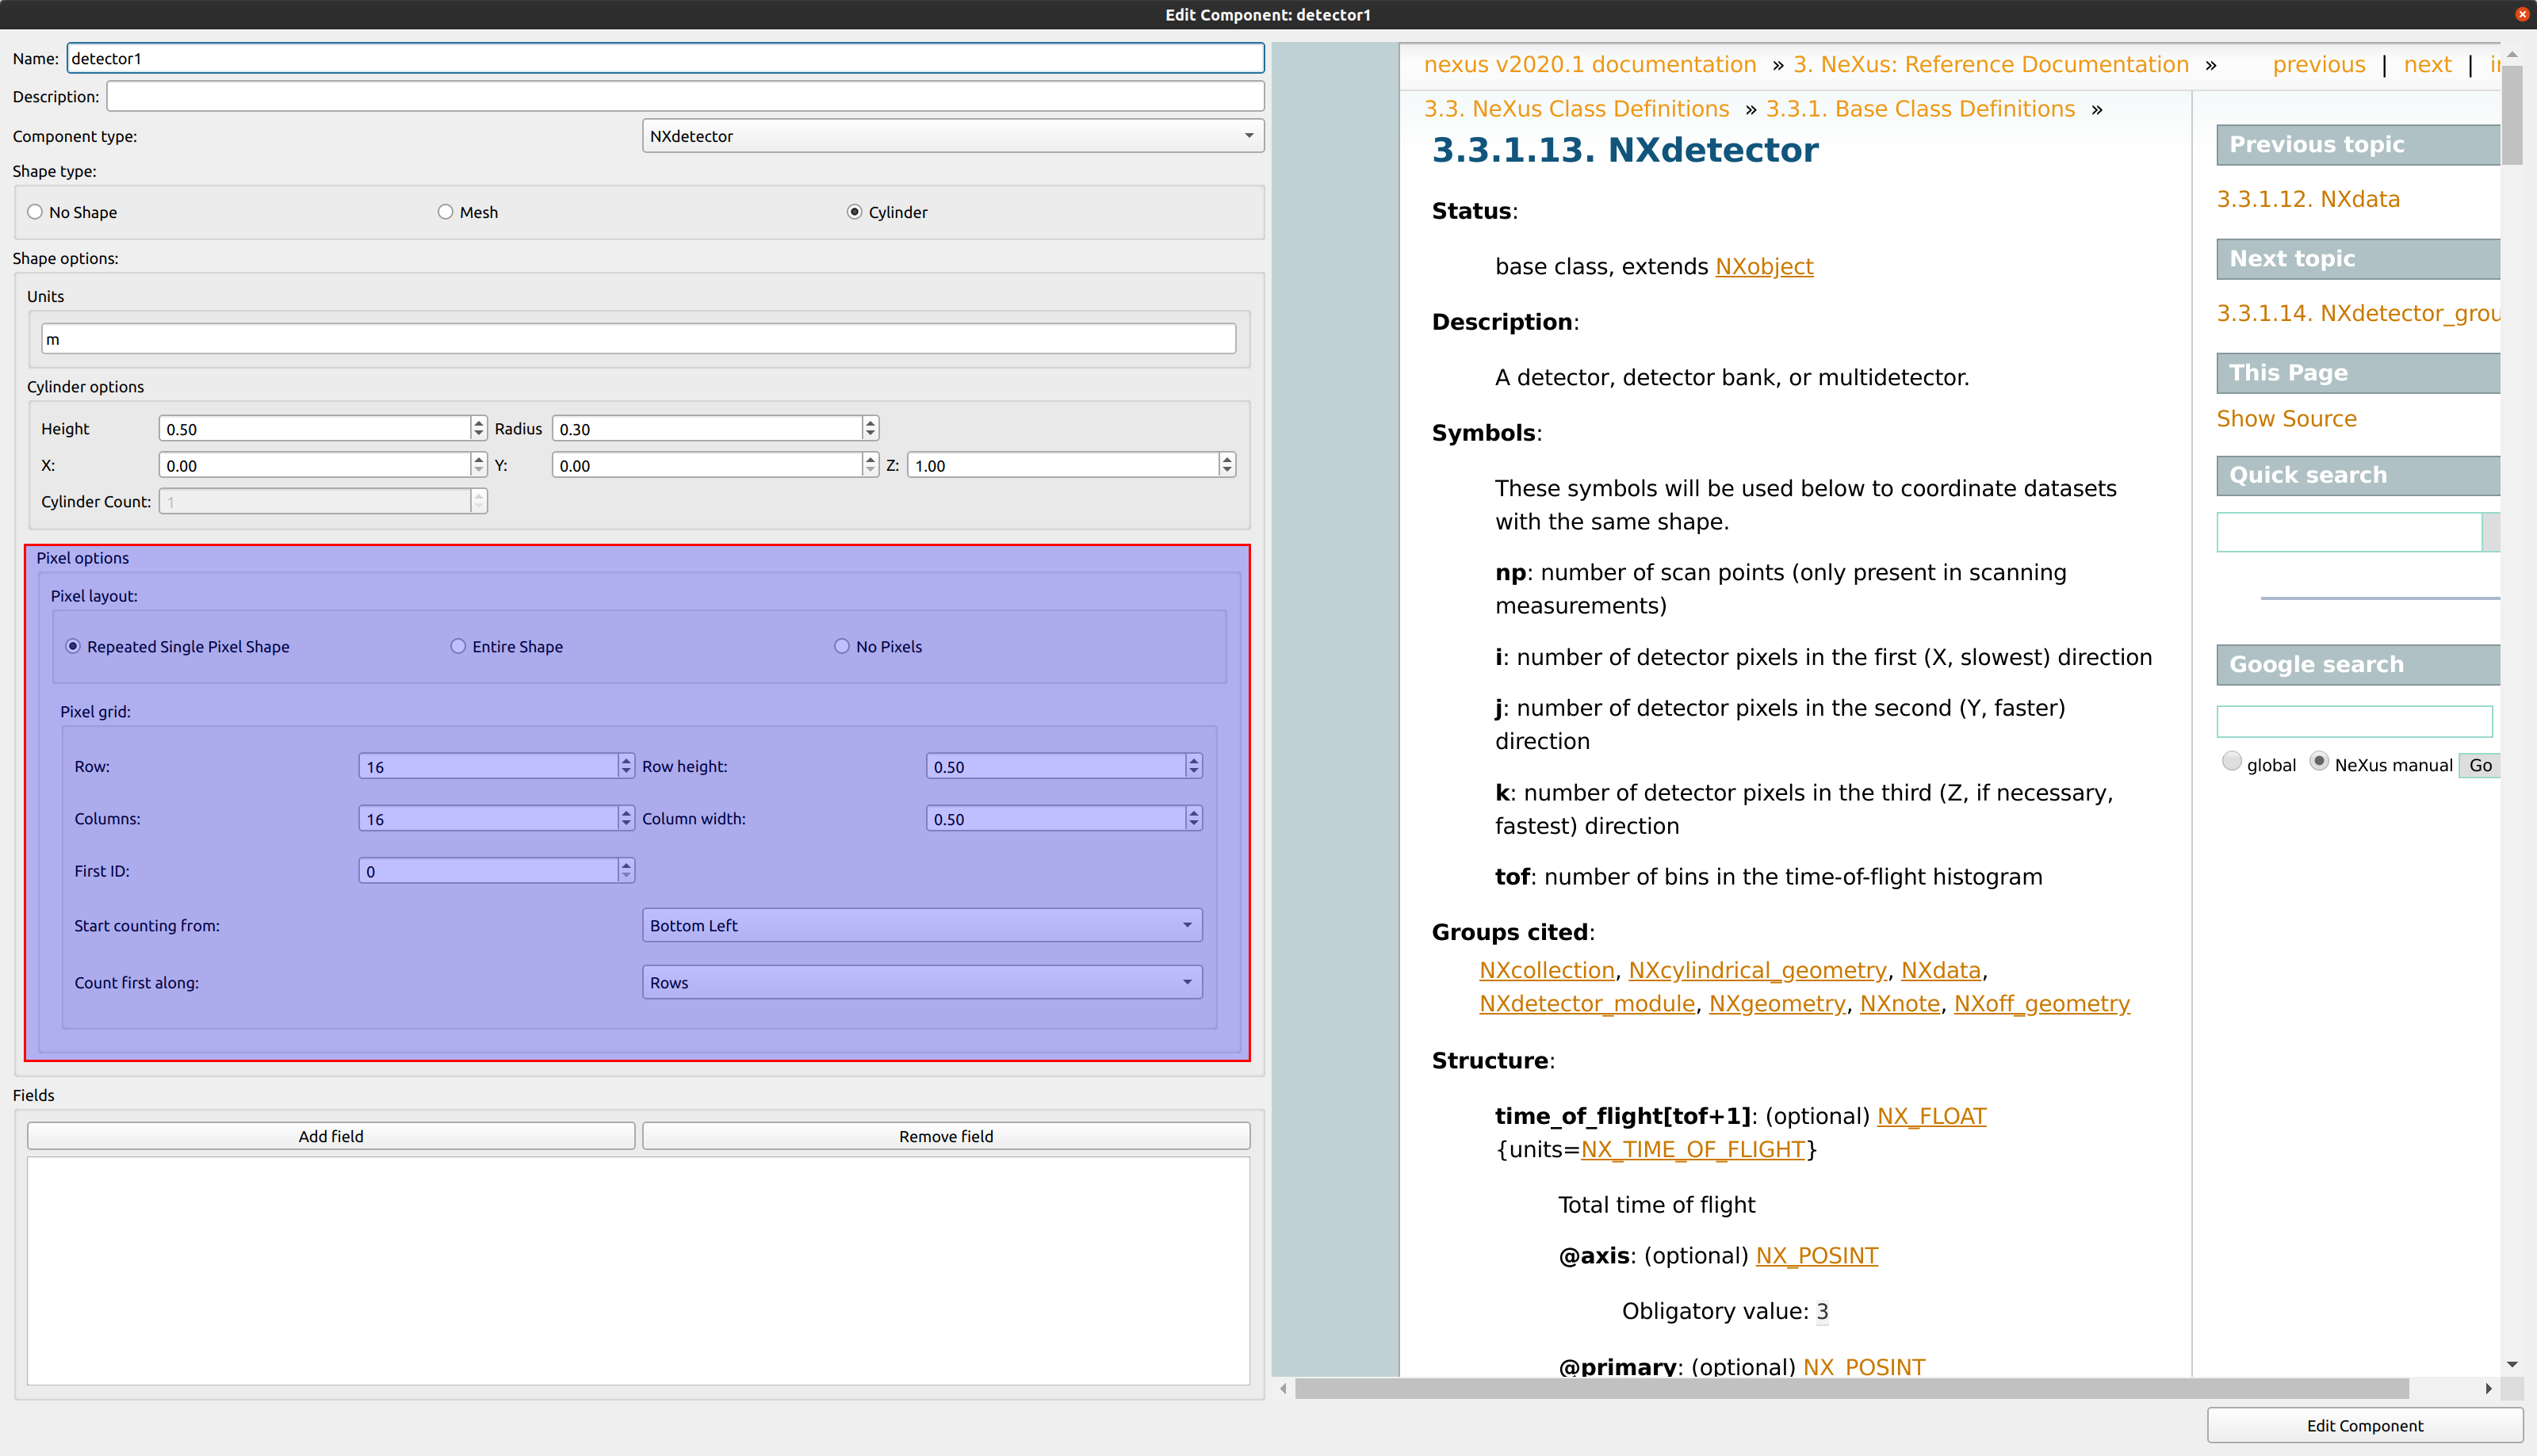 Edit Component: detector1
Name: detector1
Description:
Component type: NXdetector
Shape type:
No Shape Mesh Cylinder
Shape options:
Units
m
Cylinder options
Height 0.50 Radius 0.30
X: 0.00 Y: 0.00 Z: 1.00
Cylinder Count: 1
Pixel options
Pixel layout:
Repeated Single Pixel Shape Entire Shape No Pixels
Pixel grid:
Row: 16 Row height: 0.50
Columns: 16 Column width: 0.50
First ID: 0
Start counting from: Bottom Left
Count first along: Rows
Fields
Add field Remove field
nexus v2020.1 documentation » 3. NeXus: Reference Documentation » previous | next |
3.3. NeXus Class Definitions » 3.3.1. Base Class Definitions »
3.3.1.13. NXdetector
Status:
base class, extends NXobject
Description:
A detector, detector bank, or multidetector.
Symbols:
These symbols will be used below to coordinate datasets
with the same shape.
np: number of scan points (only present in scanning
measurements)
i: number of detector pixels in the first (X, slowest) direction
j: number of detector pixels in the second (Y, faster)
direction
k: number of detector pixels in the third (Z, if necessary,
fastest) direction
tof: number of bins in the time-of-flight histogram
Groups cited:
NXcollection, NXcylindrical_geometry, NXdata,
NXdetector_module, NXgeometry, NXnote, NXoff_geometry
Structure:
time_of_flight[tof+1]: (optional) NX_FLOAT
{units=NX_TIME_OF_FLIGHT}
Total time of flight
@axis: (optional) NX_POSINT
Obligatory value: 3
@primary: (optional) NX_POSINT
Previous topic
3.3.1.12. NXdata
Next topic
3.3.1.14. NXdetector_grou
This Page
Show Source
Quick search
Google search
global NeXus manual Go
Edit Component